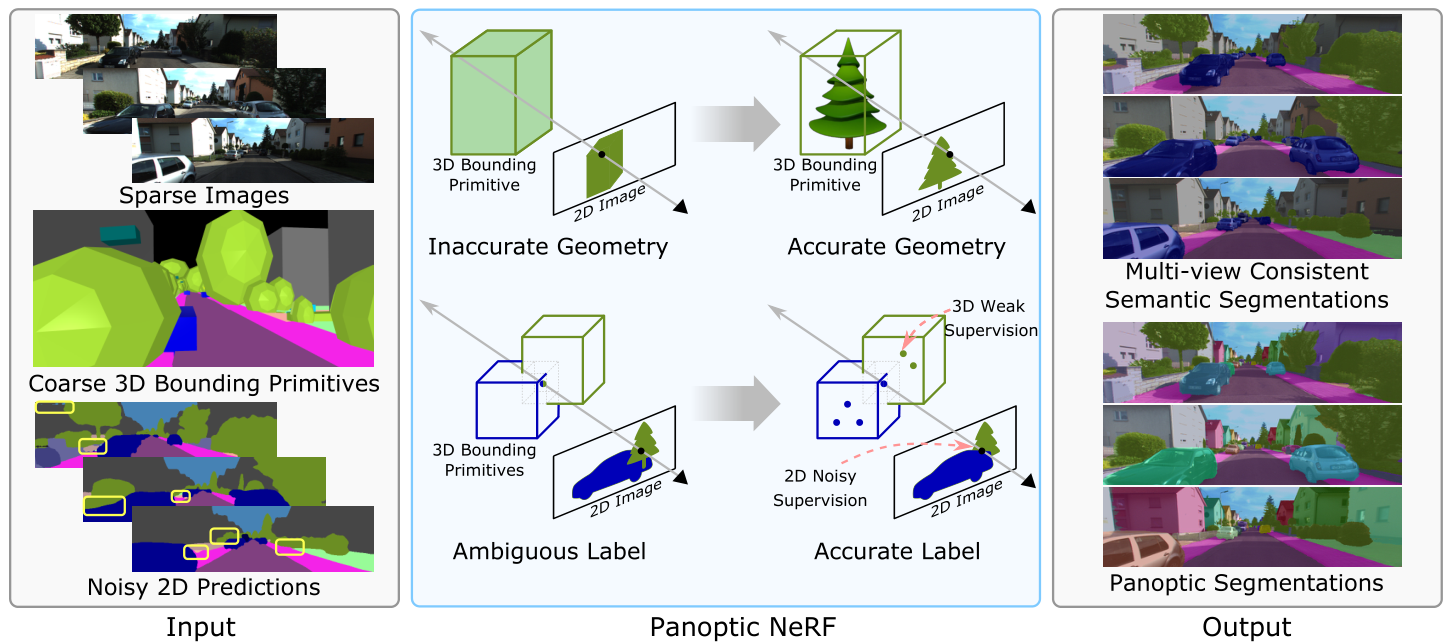 Sparse Images
Coarse 3D Bounding Primitives
Noisy 2D Predictions
Input
3D Bounding
Primitive
2D Image
Inaccurate Geometry
3D Bounding
Primitive
2D Image
Accurate Geometry
3D Bounding
Primitives
2D Image
Ambiguous Label
3D Weak
Supervision
2D Noisy
Supervision
2D Image
Accurate Label
Panoptic NeRF
Multi-view Consistent
Semantic Segmentations
Panoptic Segmentations
Output